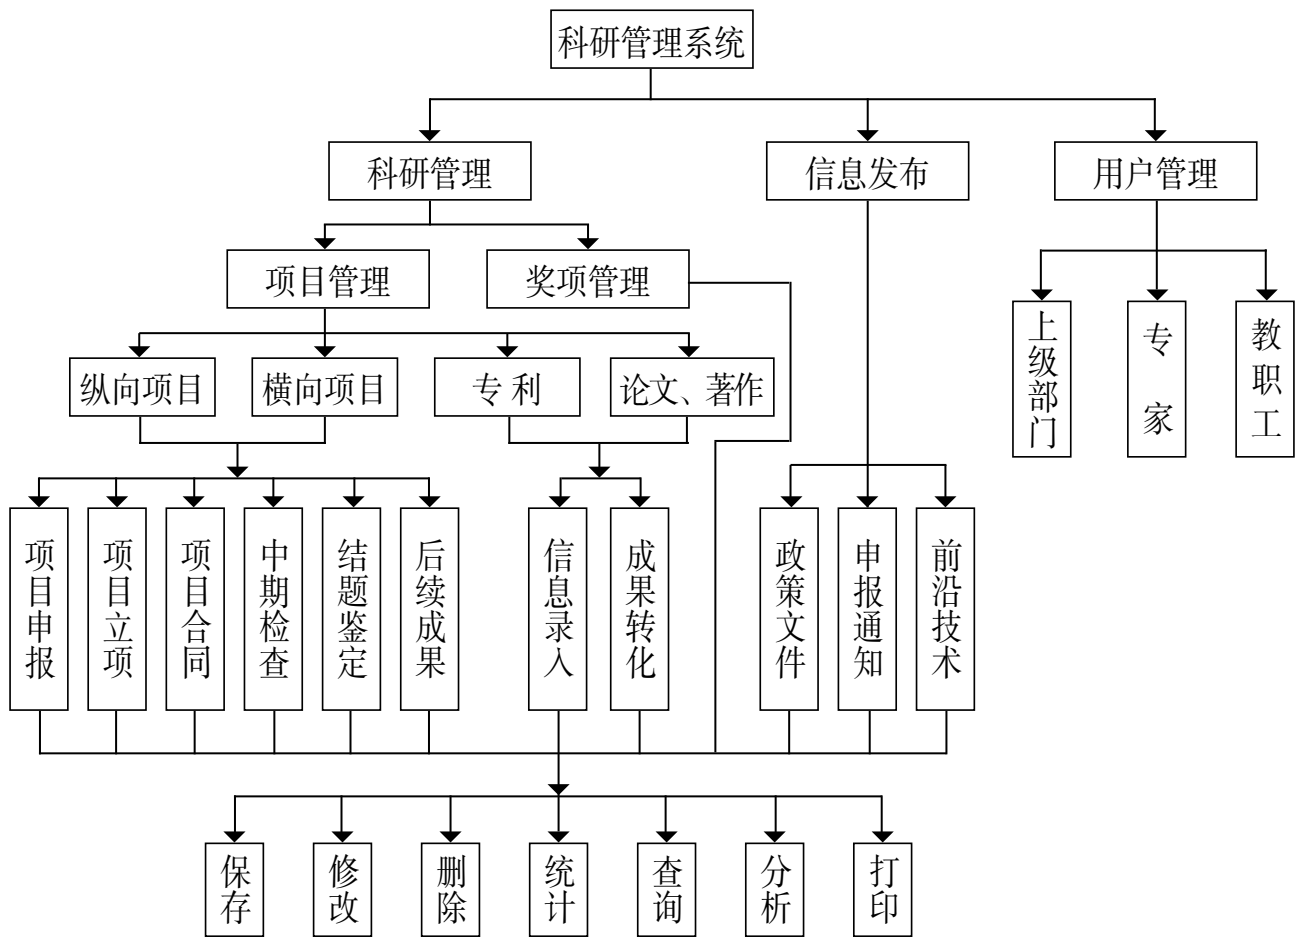 科研管理系统
科研管理
信息发布
用户管理
项目管理
奖项管理
纵向项目
横向项目
专利
论文、著作
上级部门
专家
教职工
项目申报
项目立项
项目合同
中期检查
结题鉴定
后续成果
信息录入
成果转化
政策文件
申报通知
前沿技术
保存
修改
删除
统计
查询
分析
打印